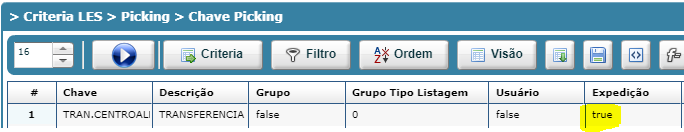 > Criteria LES > Picking > Chave Picking
16 Criteria Filtro Ordem Visão
# Chave Descrição Grupo Grupo Tipo Listagem Usuário Expedição
1 TRAN.CENTROAL TRANSFERENCIA false 0 false true